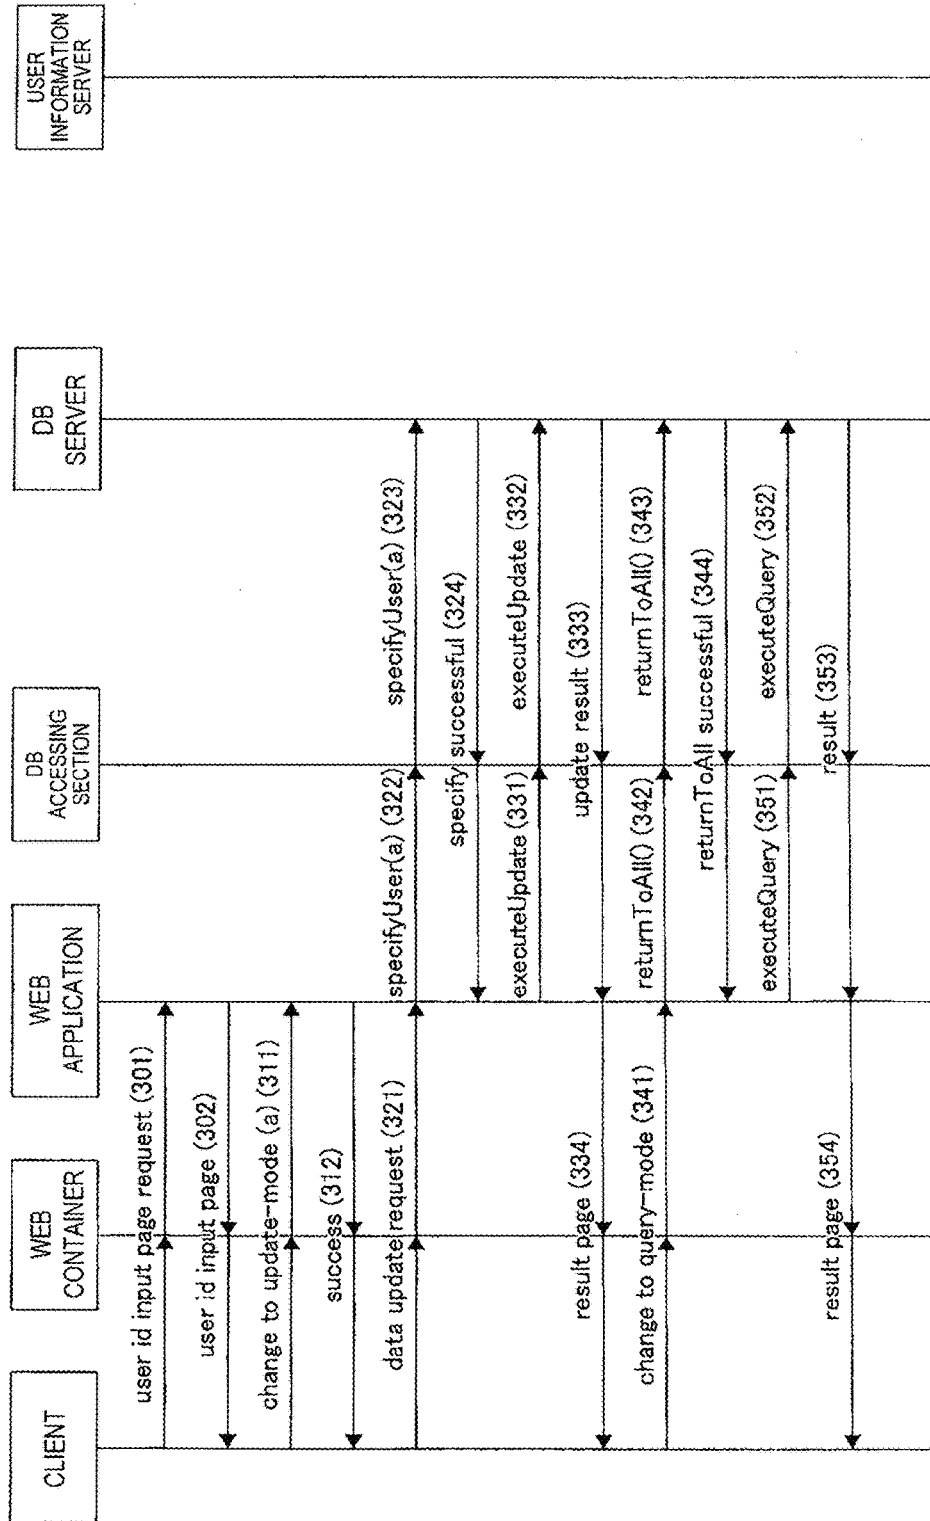 CLIENT
WEB
CONTAINER
WEB
APPLICATION
DB
ACCESSING
SECTION
DB
SERVER
USER
INFORMATION
SERVER
user id input page request (301)
user id input page (302)
change to update-mode (a) (311)
success (312)
data update request (321)
specifyUser(a) (322)
specifyUser(a) (323)
specify successful (324)
executeUpdate (331)
executeUpdate (332)
update result (333)
result page (334)
change to query-mode (341)
returnToAll() (342)
returnToAll() (343)
returnToAll successful (344)
executeQuery (351)
executeQuery (352)
result (353)
result page (354)